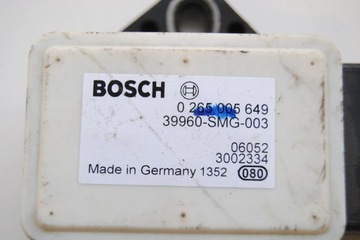 BOSCH
0 265 005 649
39960-SMG-003
06052
3002334
Made in Germany 1352 080